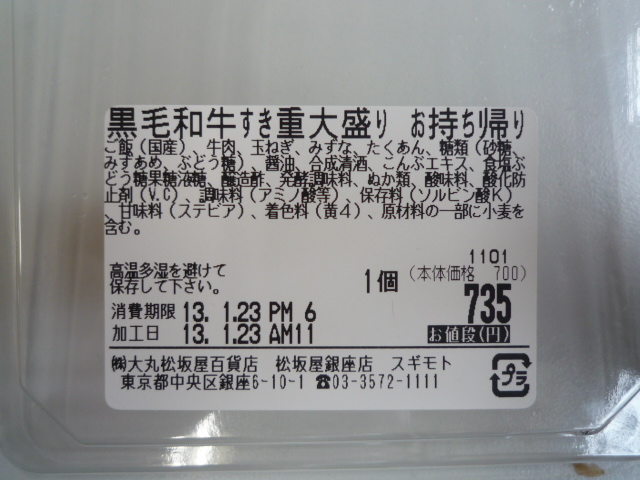 黒毛和牛すき重大盛り　お持ち帰り
ご飯(国産)、牛肉、玉ねぎ、みずな、たくあん、糖類(砂糖、
みずあめ、ぶどう糖)、醤油、合成清酒、こんぶエキス、食塩ぶ
どう糖果糖液糖、醸造酢、発酵調味料、ぬか類、酸味料、酸化防
止剤(V.C)、調味料(アミノ酸等)、保存料(ソルビン酸K)
、甘味料(ステビア)、着色料(黄4)、原材料の一部に小麦を
含む。
1101
高温多湿を避けて
保存して下さい。
1個
(本体価格 700)
735
お値段(円)
消費期限 13. 1.23 PM 6
加工日 13. 1.23 AM11
㈱大丸松坂屋百貨店 松坂屋銀座店 スギモト
東京都中央区銀座6-10-1 ☎03-3572-1111
プラ